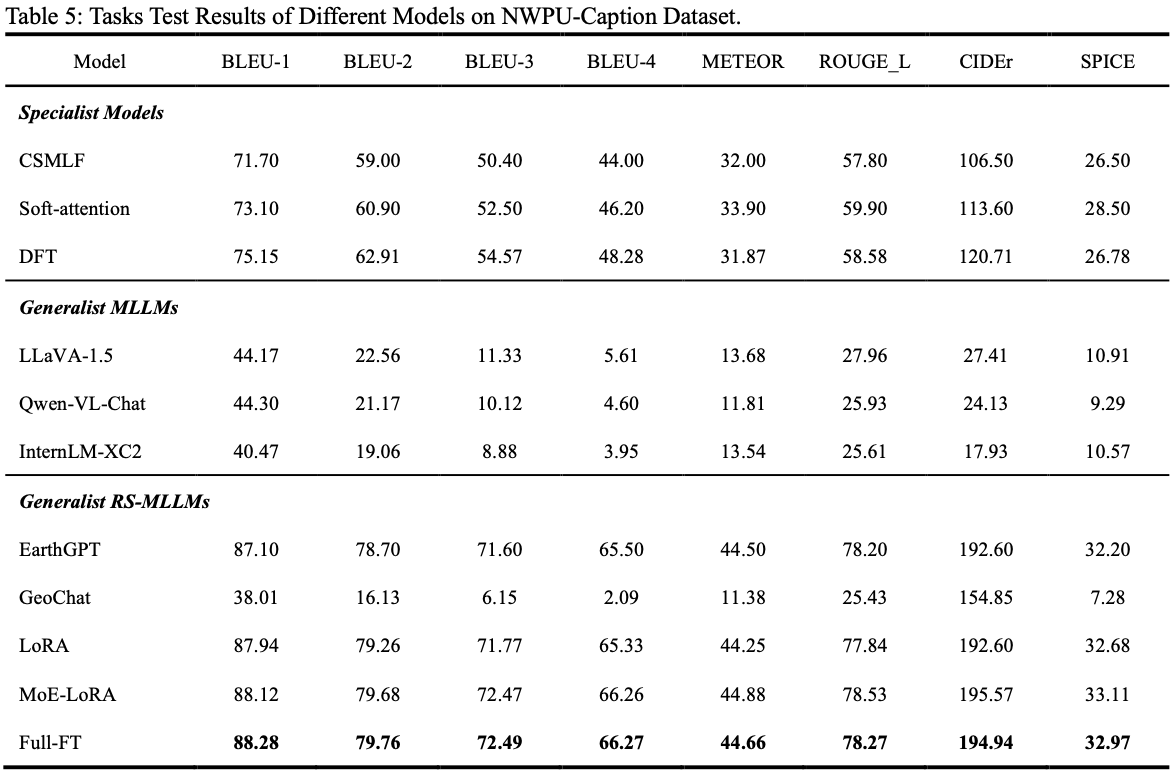 Table 5: Tasks Test Results of Different Models on NWPU-Caption Dataset.
Model BLEU-1 BLEU-2 BLEU-3 BLEU-4 METEOR ROUGE_L CIDEr SPICE
Specialist Models
CSMLF 71.70 59.00 50.40 44.00 32.00 57.80 106.50 26.50
Soft-attention 73.10 60.90 52.50 46.20 33.90 59.90 113.60 28.50
DFT 75.15 62.91 54.57 48.28 31.87 58.58 120.71 26.78
Generalist MLLMs
LLaVA-1.5 44.17 22.56 11.33 5.61 13.68 27.96 27.41 10.91
Qwen-VL-Chat 44.30 21.17 10.12 4.60 11.81 25.93 24.13 9.29
InternLM-XC2 40.47 19.06 8.88 3.95 13.54 25.61 17.93 10.57
Generalist RS-MLLMs
EarthGPT 87.10 78.70 71.60 65.50 44.50 78.20 192.60 32.20
GeoChat 38.01 16.13 6.15 2.09 11.38 25.43 154.85 7.28
LoRA 87.94 79.26 71.77 65.33 44.25 77.84 192.60 32.68
MoE-LoRA 88.12 79.68 72.47 66.26 44.88 78.53 195.57 33.11
Full-FT 88.28 79.76 72.49 66.27 44.66 78.27 194.94 32.97